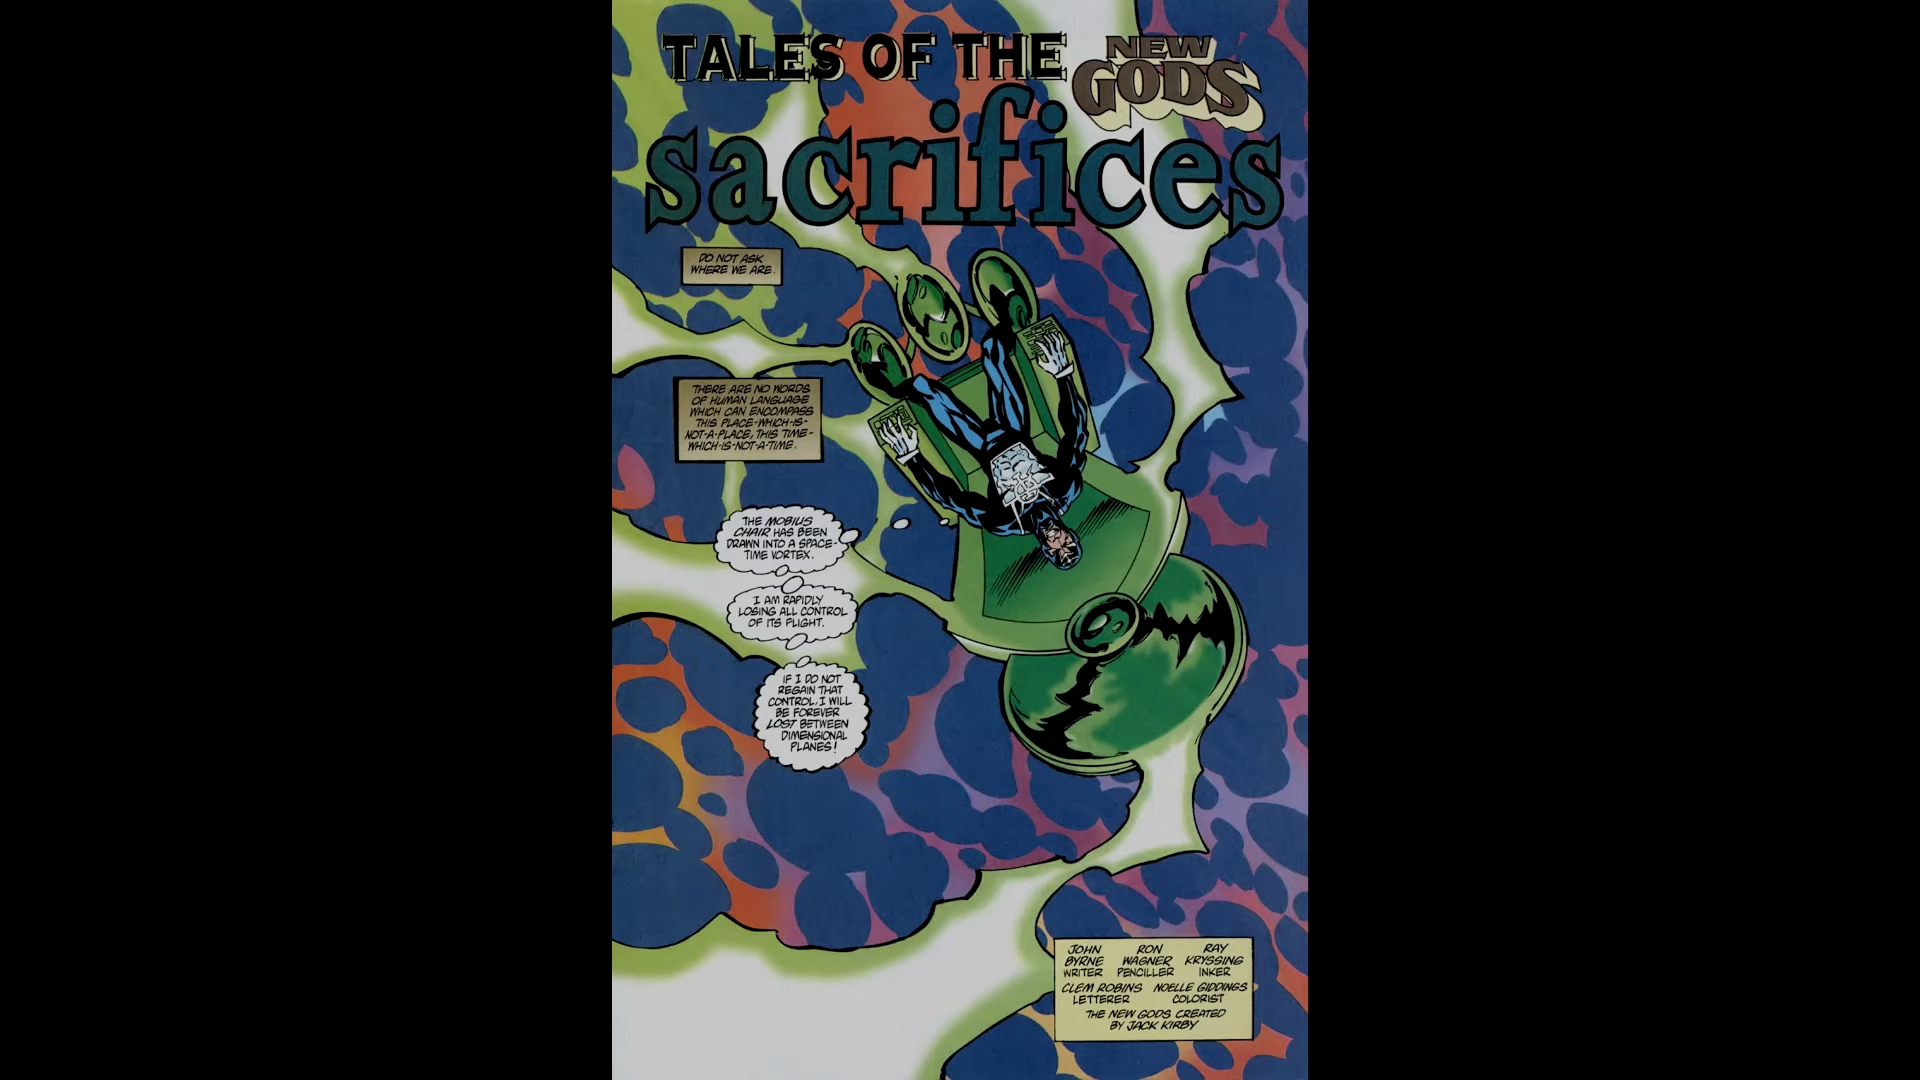 TALES OF THE
NEW
GODS
sacrifices
DO NOT ASK
WHERE WE ARE.
THERE ARE NO WORDS
OF HUMAN LANGUAGE
WHICH CAN ENCOMPASS
THIS PLACE-WHICH-IS-
NOT-A-PLACE, THIS TIME-
WHICH-IS-NOT-A-TIME.
THE MOBIUS
CHAIR HAS BEEN
DRAWN INTO A SPACE-
TIME VORTEX.
I AM RAPIDLY
LOSING ALL CONTROL
OF ITS FLIGHT.
IF I DO NOT
REGAIN THAT
CONTROL, I WILL
BE FOREVER
LOST BETWEEN
DIMENSIONAL
PLANES!
JOHN RON RAY
BYRNE WAGNER KRYSSING
WRITER PENCILLER INKER
CLEM ROBINS NOELLE GIDDINGS
LETTERER COLORIST
THE NEW GODS CREATED
BY JACK KIRBY